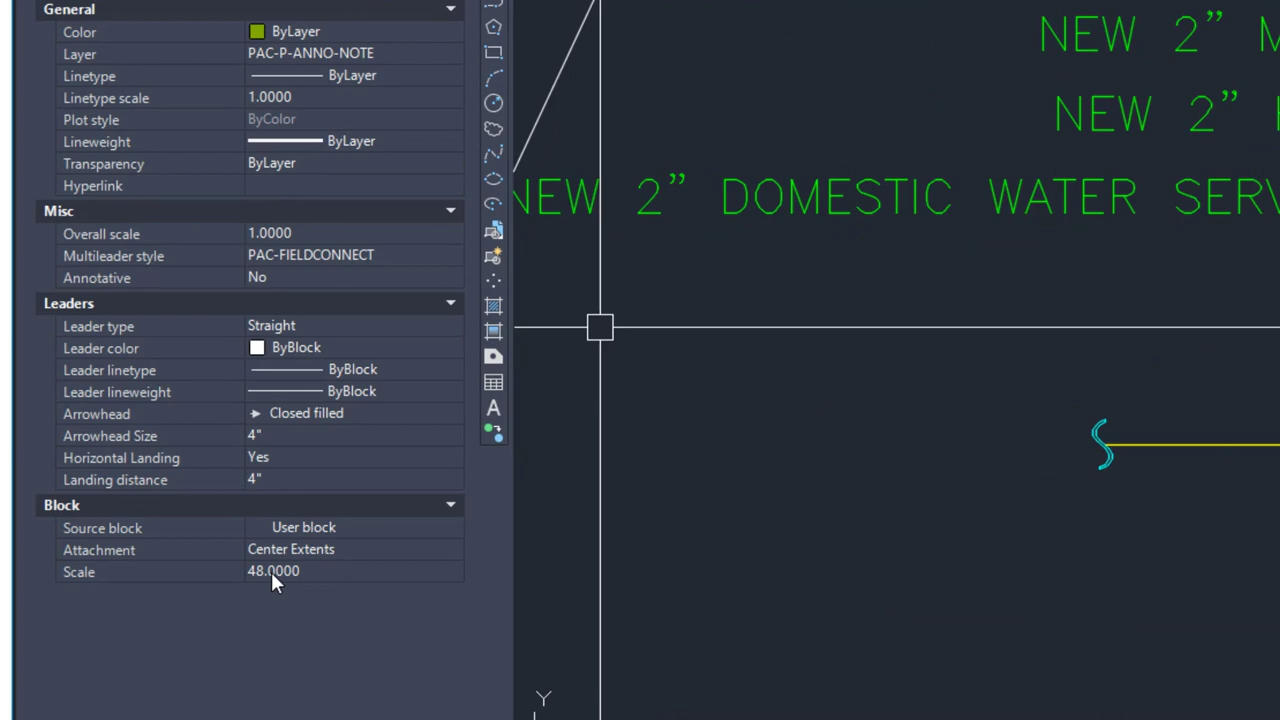 General
Color ByLayer
Layer PAC-P-ANNO-NOTE
Linetype ByLayer
Linetype scale 1.0000
Plot style ByColor
Lineweight ByLayer
Transparency ByLayer
Hyperlink
Misc
Overall scale 1.0000
Multileader style PAC-FIELDCONNECT
Annotative No
Leaders
Leader type Straight
Leader color ByBlock
Leader linetype ByBlock
Leader lineweight ByBlock
Arrowhead Closed filled
Arrowhead Size 4"
Horizontal Landing Yes
Landing distance 4"
Block
Source block User block
Attachment Center Extents
Scale 48.0000
A
NEW 2”
NEW 2”
NEW 2” DOMESTIC WATER SERV
Y